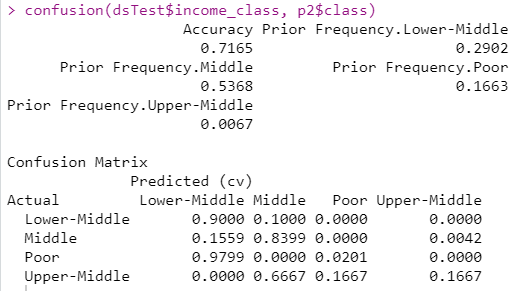 > confusion(dsTest$income_class, p2$class)
Accuracy Prior Frequency.Lower-Middle
0.7165 0.2902
Prior Frequency.Middle Prior Frequency.Poor
0.5368 0.1663
Prior Frequency.Upper-Middle
0.0067
Confusion Matrix
Predicted (cv)
Actual Lower-Middle Middle Poor Upper-Middle
Lower-Middle 0.9000 0.1000 0.0000 0.0000
Middle 0.1559 0.8399 0.0000 0.0042
Poor 0.9799 0.0000 0.0201 0.0000
Upper-Middle 0.0000 0.6667 0.1667 0.1667